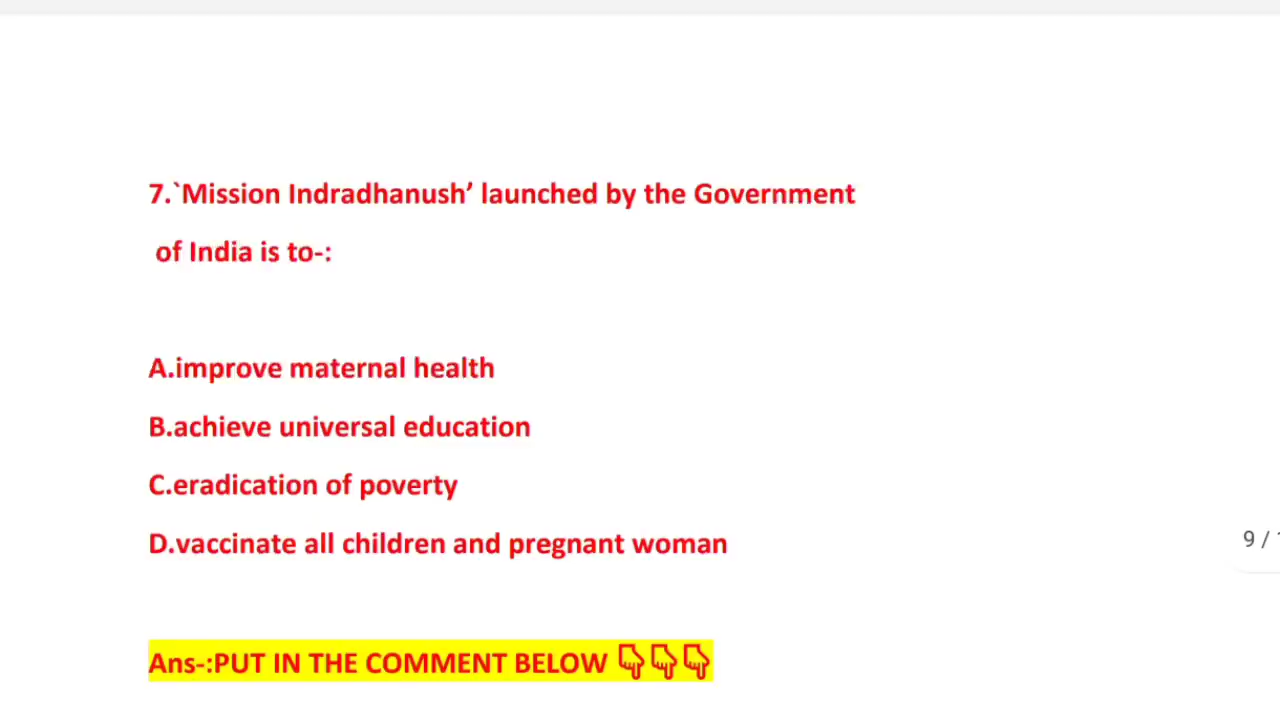 7.`Mission Indradhanush’ launched by the Government
of India is to-:
A.improve maternal health
B.achieve universal education
C.eradication of poverty
D.vaccinate all children and pregnant woman
9 /
Ans-:PUT IN THE COMMENT BELOW 👇👇👇